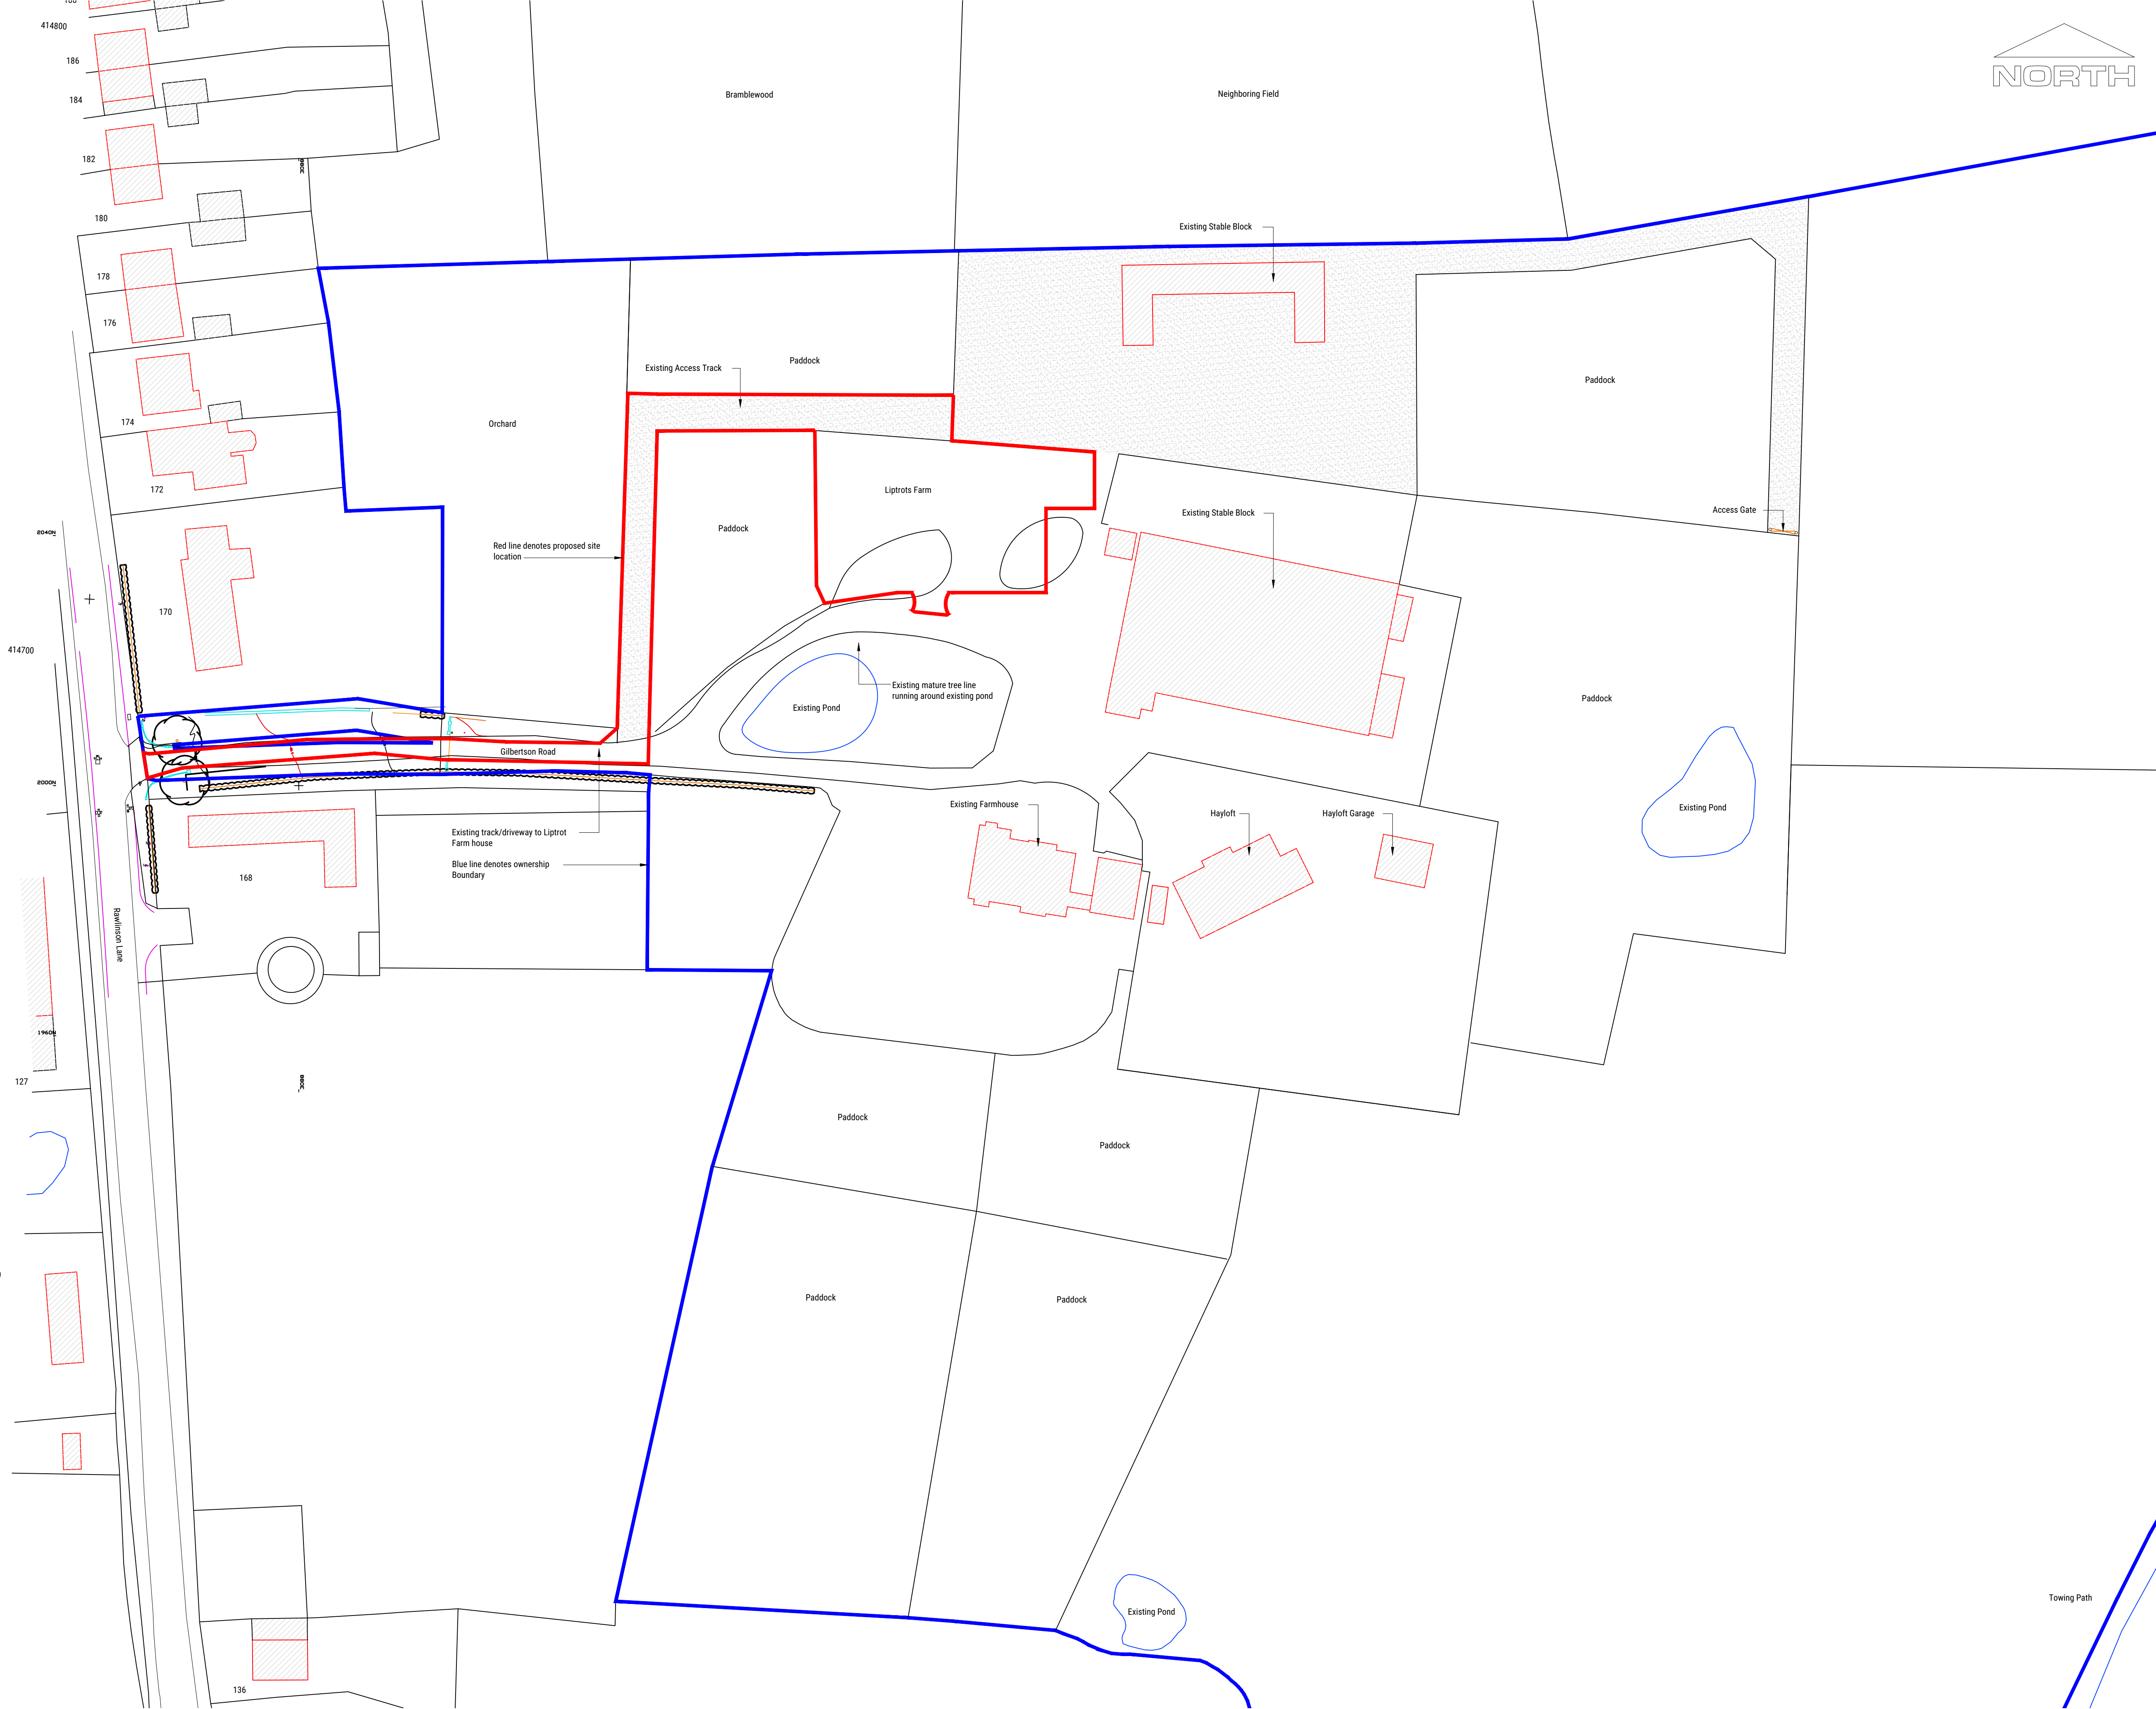 414800
186
184
182
180
178
176
174
172
170
414700
2040N
2000N
1960N
127
168
136
Rawlinson Lane
NORTH
Bramblewood
Neighboring Field
Existing Stable Block
Existing Access Track
Paddock
Paddock
Orchard
Liptrots Farm
Paddock
Existing Stable Block
Access Gate
Red line denotes proposed site
location
Existing mature tree line
running around existing pond
Existing Pond
Paddock
Gilbertson Road
Existing Farmhouse
Hayloft
Hayloft Garage
Existing Pond
Existing track/driveway to Liptrot
Farm house
Blue line denotes ownership
Boundary
Paddock
Paddock
Paddock
Paddock
Existing Pond
Towing Path